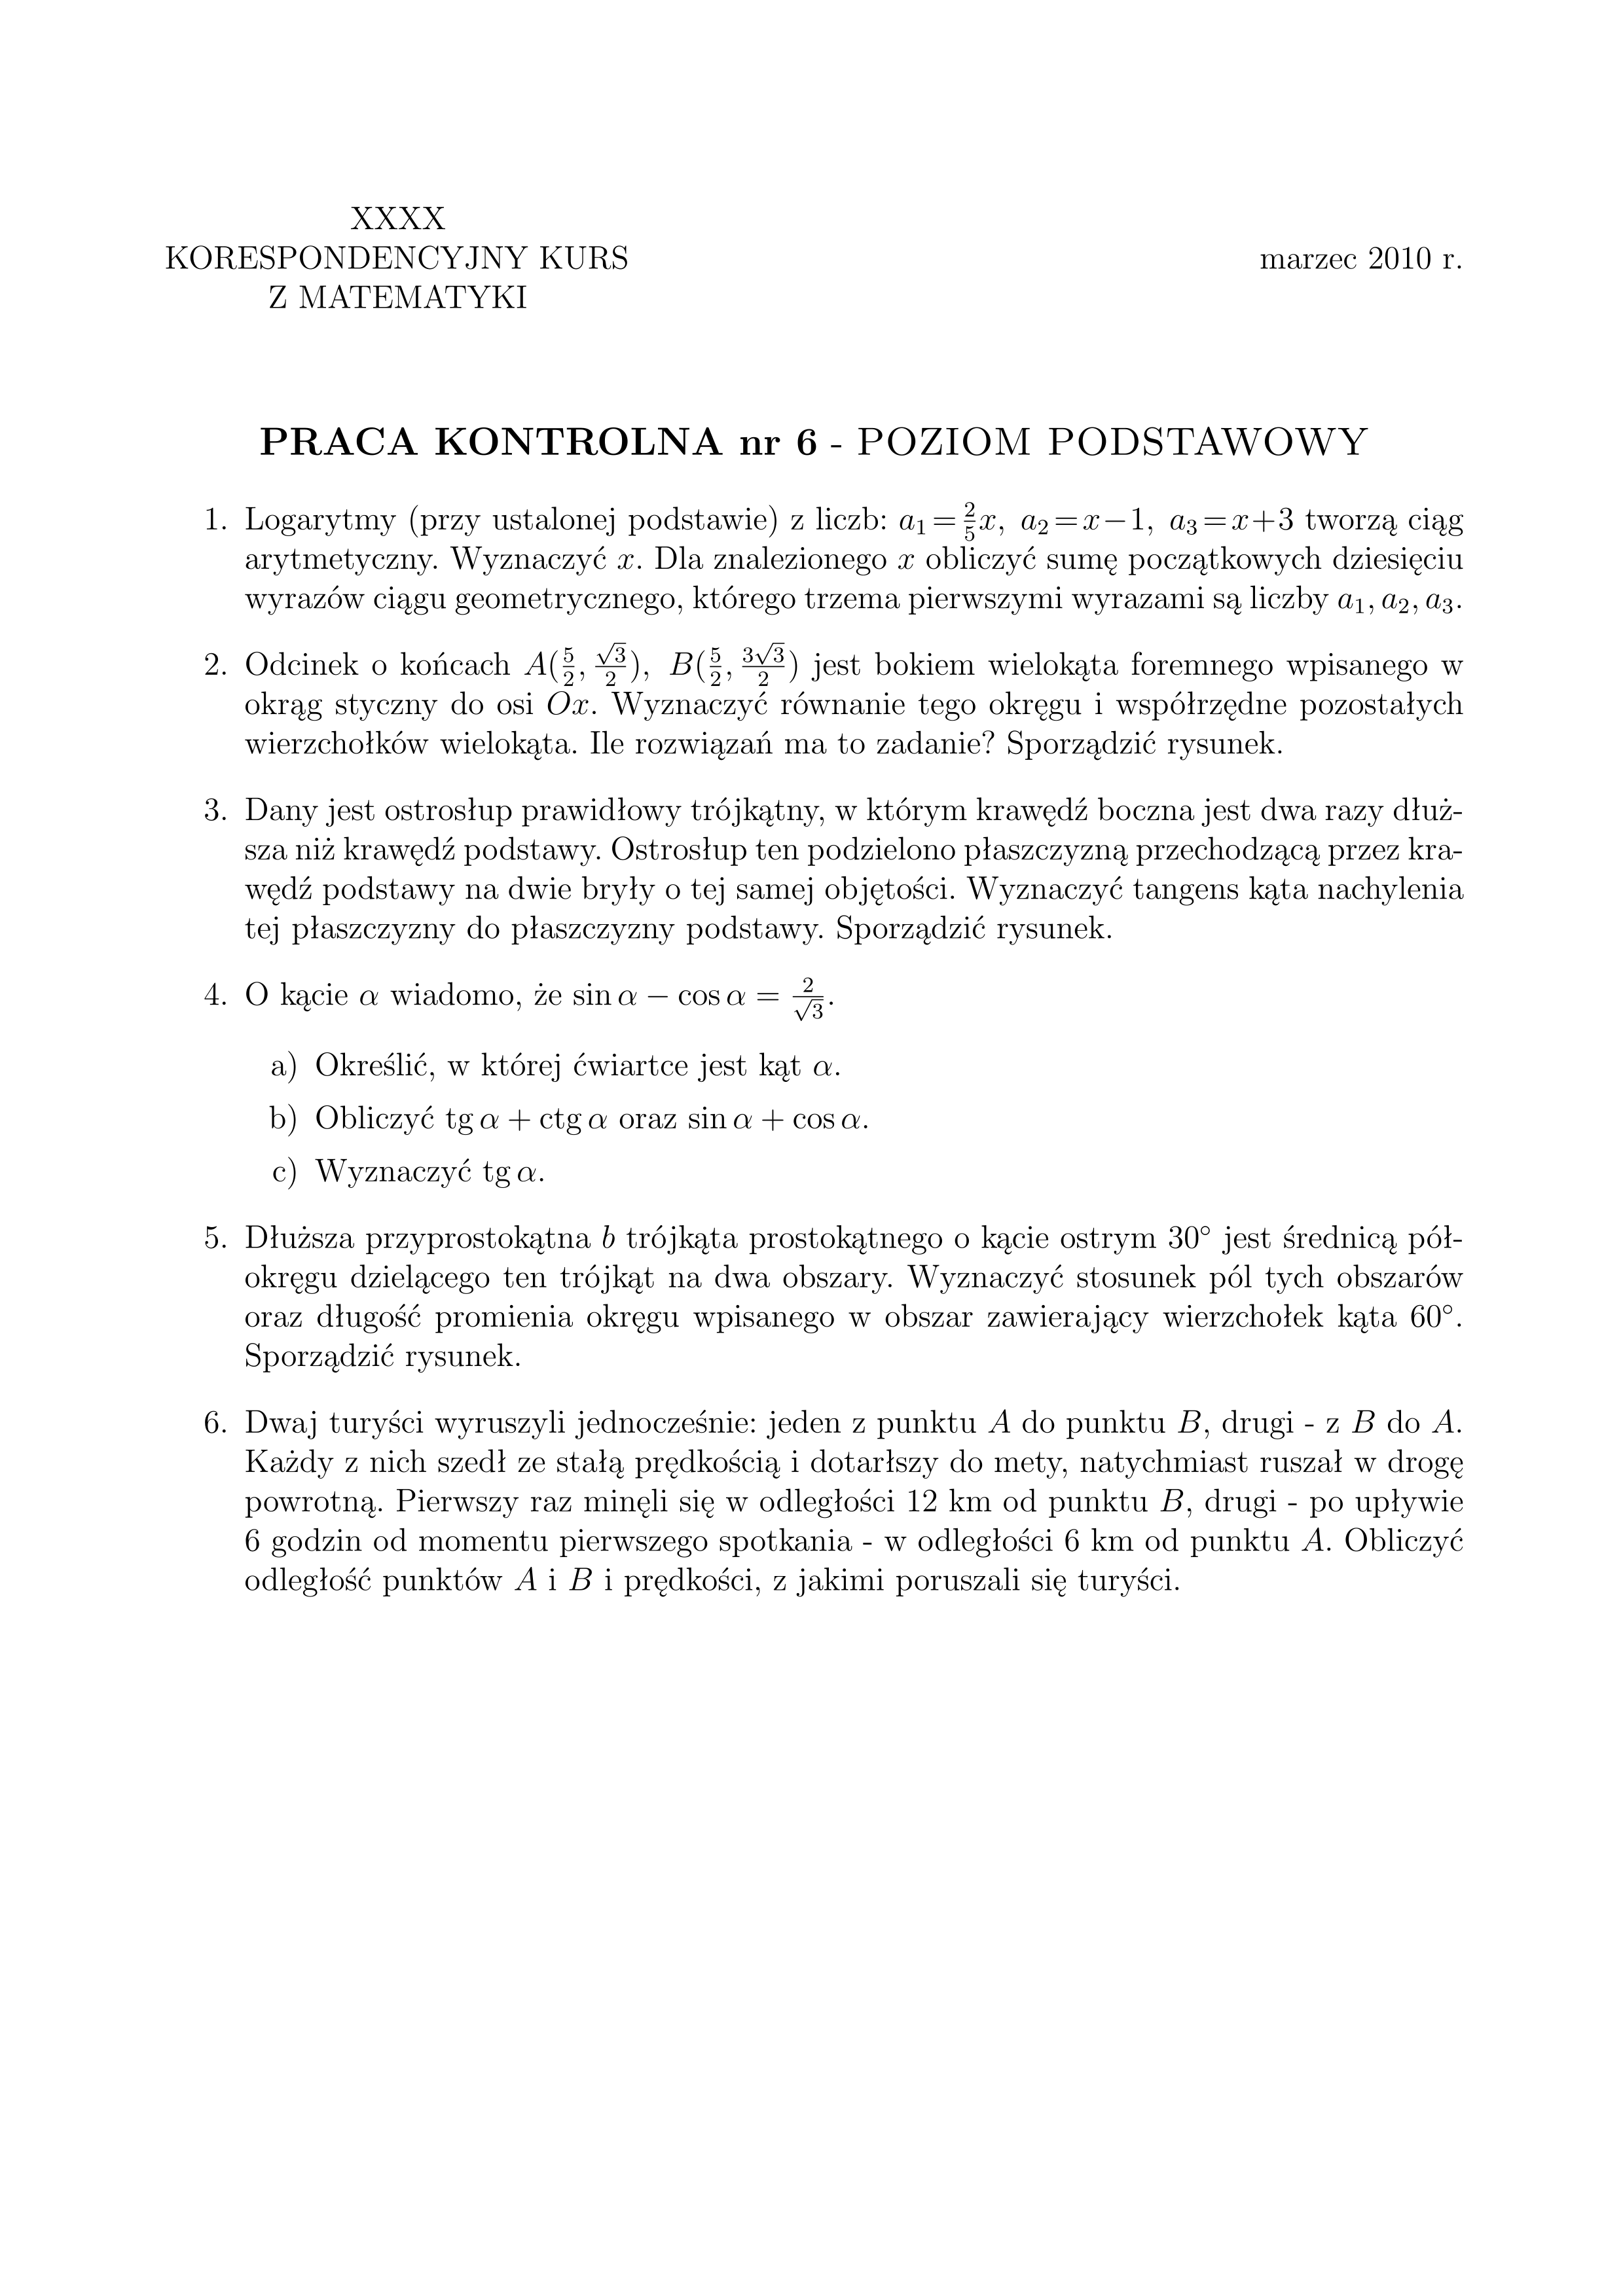 XXXX
KORESPONDENCYJNY KURS
Z MATEMATYKI
marzec 2010 r.
PRACA KONTROLNA nr 6 - POZIOM PODSTAWOWY
1. Logarytmy (przy ustalonej podstawie) z liczb: $a_1=\frac{2}{5}x$, $a_2=x-1$, $a_3=x+3$ tworzą ciąg
arytmetyczny. Wyznaczyć $x$. Dla znalezionego $x$ obliczyć sumę początkowych dziesięciu
wyrazów ciągu geometrycznego, którego trzema pierwszymi wyrazami są liczby $a_1, a_2, a_3$.
2. Odcinek o końcach $A(\frac{5}{2}, \frac{\sqrt{3}}{2})$, $B(\frac{5}{2}, \frac{3\sqrt{3}}{2})$ jest bokiem wielokąta foremnego wpisanego w
okrąg styczny do osi $Ox$. Wyznaczyć równanie tego okręgu i współrzędne pozostałych
wierzchołków wielokąta. Ile rozwiązań ma to zadanie? Sporządzić rysunek.
3. Dany jest ostrosłup prawidłowy trójkątny, w którym krawędź boczna jest dwa razy dłuż-
sza niż krawędź podstawy. Ostrosłup ten podzielono płaszczyzną przechodzącą przez kra-
wędź podstawy na dwie bryły o tej samej objętości. Wyznaczyć tangens kąta nachylenia
tej płaszczyzny do płaszczyzny podstawy. Sporządzić rysunek.
4. O kącie $\alpha$ wiadomo, że $\sin\alpha - \cos\alpha = \frac{2}{\sqrt{3}}$.
a) Określić, w której ćwiartce jest kąt $\alpha$.
b) Obliczyć $\operatorname{tg}\alpha + \operatorname{ctg}\alpha$ oraz $\sin\alpha + \cos\alpha$.
c) Wyznaczyć $\operatorname{tg}\alpha$.
5. Dłuższa przyprostokątna $b$ trójkąta prostokątnego o kącie ostrym $30^\circ$ jest średnicą pół-
okręgu dzielącego ten trójkąt na dwa obszary. Wyznaczyć stosunek pól tych obszarów
oraz długość promienia okręgu wpisanego w obszar zawierający wierzchołek kąta $60^\circ$.
Sporządzić rysunek.
6. Dwaj turyści wyruszyli jednocześnie: jeden z punktu $A$ do punktu $B$, drugi - z $B$ do $A$.
Każdy z nich szedł ze stałą prędkością i dotarłszy do mety, natychmiast ruszał w drogę
powrotną. Pierwszy raz minęli się w odległości 12 km od punktu $B$, drugi - po upływie
6 godzin od momentu pierwszego spotkania - w odległości 6 km od punktu $A$. Obliczyć
odległość punktów $A$ i $B$ i prędkości, z jakimi poruszali się turyści.